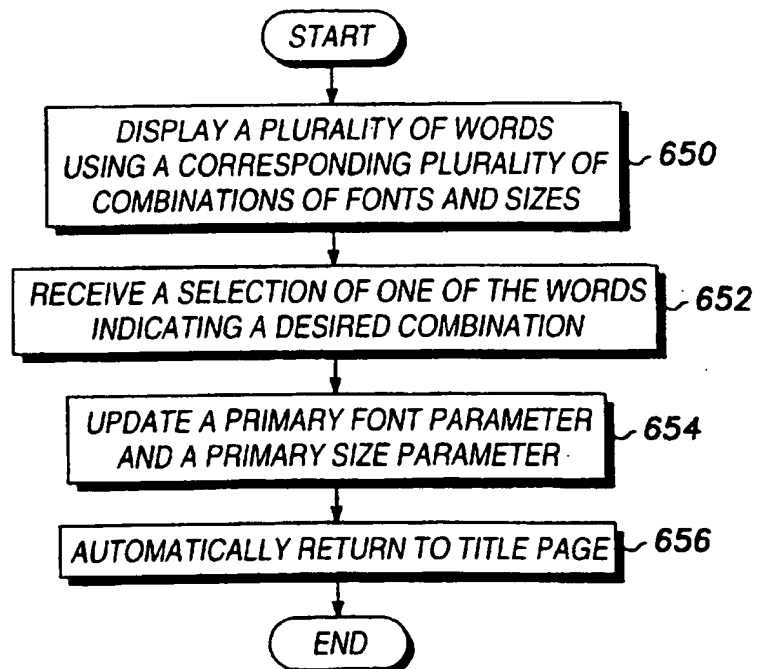 START
DISPLAY A PLURALITY OF WORDS
USING A CORRESPONDING PLURALITY OF
COMBINATIONS OF FONTS AND SIZES
650
RECEIVE A SELECTION OF ONE OF THE WORDS
INDICATING A DESIRED COMBINATION
652
UPDATE A PRIMARY FONT PARAMETER
AND A PRIMARY SIZE PARAMETER
654
AUTOMATICALLY RETURN TO TITLE PAGE
656
END